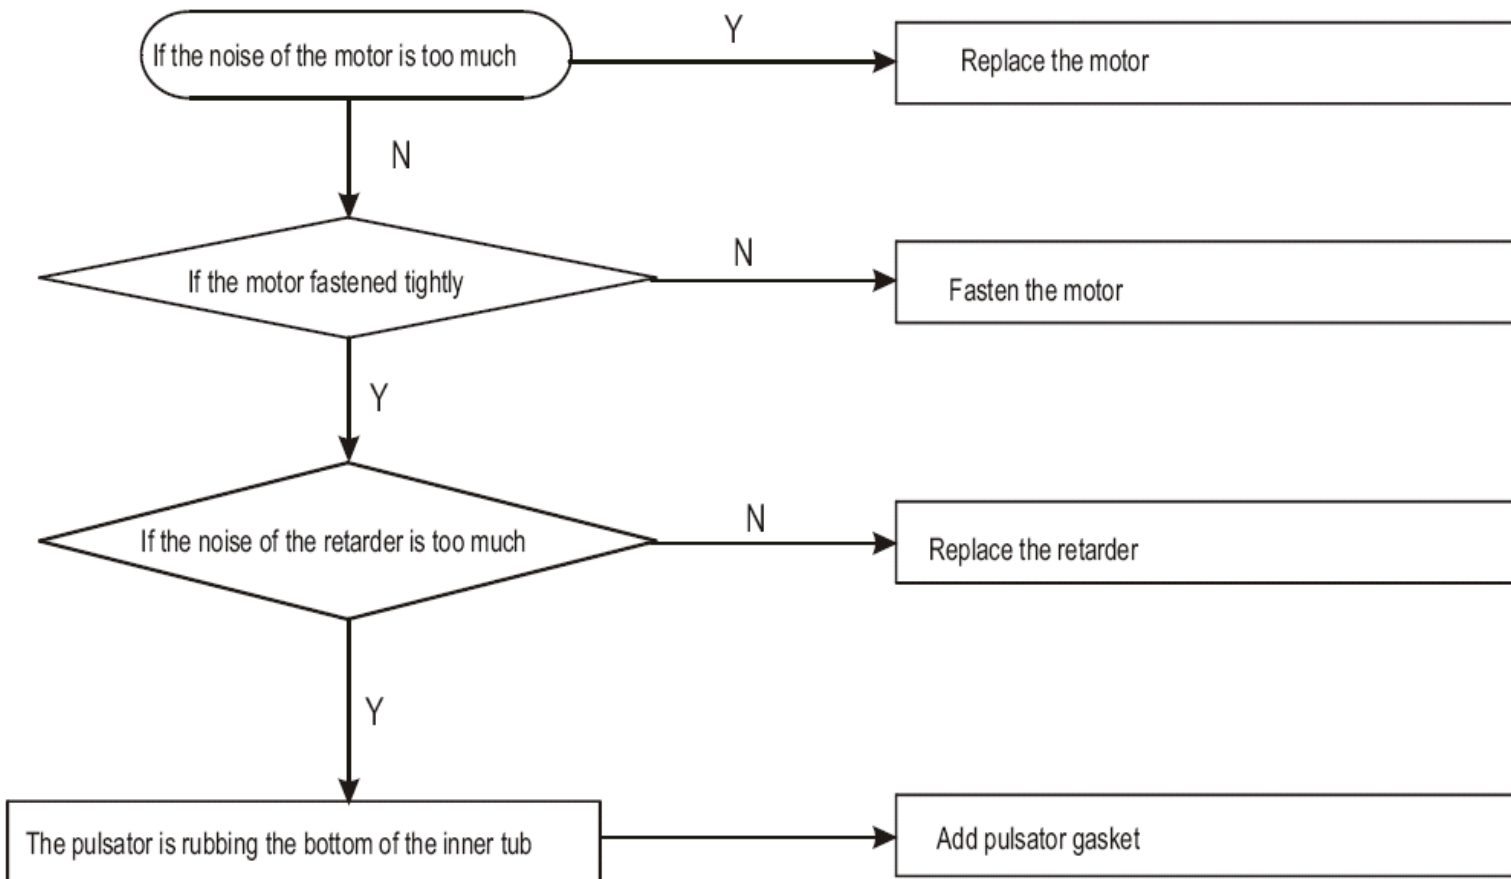 If the noise of the motor is too much
Y
Replace the motor
N
If the motor fastened tightly
N
Fasten the motor
Y
If the noise of the retarder is too much
N
Replace the retarder
Y
The pulsator is rubbing the bottom of the inner tub
Add pulsator gasket